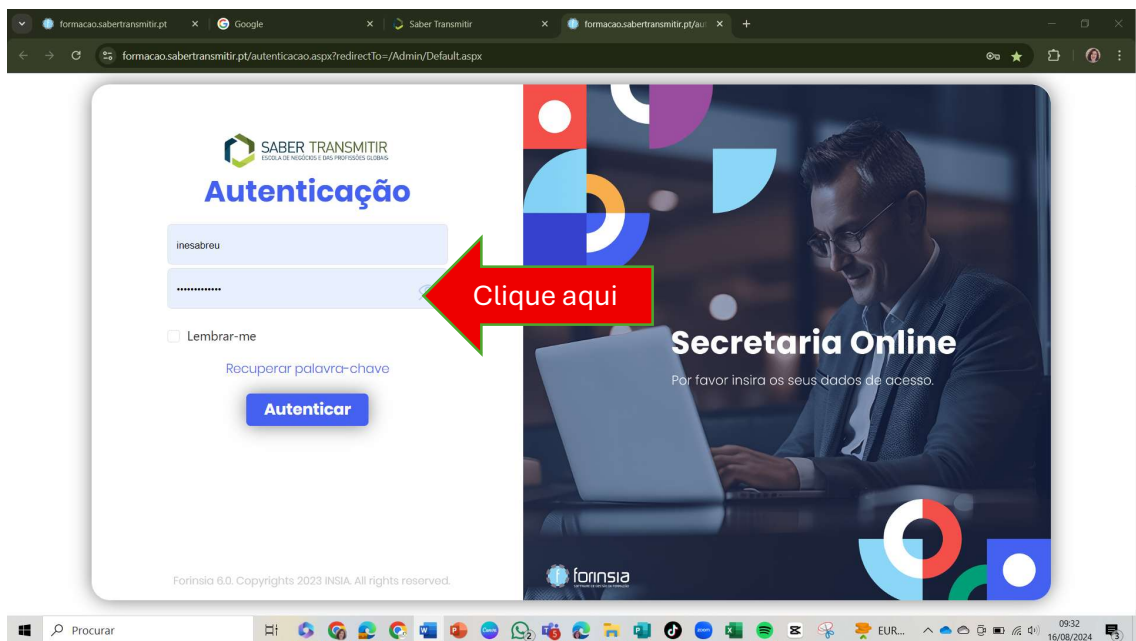 formacao.sabertransmitir.pt
Google
Saber Transmitir
formacao.sabertransmitir.pt/au
formacao.sabertransmitir.pt/autenticacao.aspx?redirectTo=/Admin/Default.aspx
SABER TRANSMITIR
ESCOLA DE NEGÓCIOS E DAS PROFISSÕES GLOBAIS
Autenticação
inesabreu
•••••••••••••
Clique aqui
Lembrar-me
Recuperar palavra-chave
Autenticar
Secretaria Online
Por favor insira os seus dados de acesso.
Forinsia 6.0. Copyrights 2023 INSIA. All rights reserved.
forinsia
Procurar
EUR...
09:32
16/08/2024